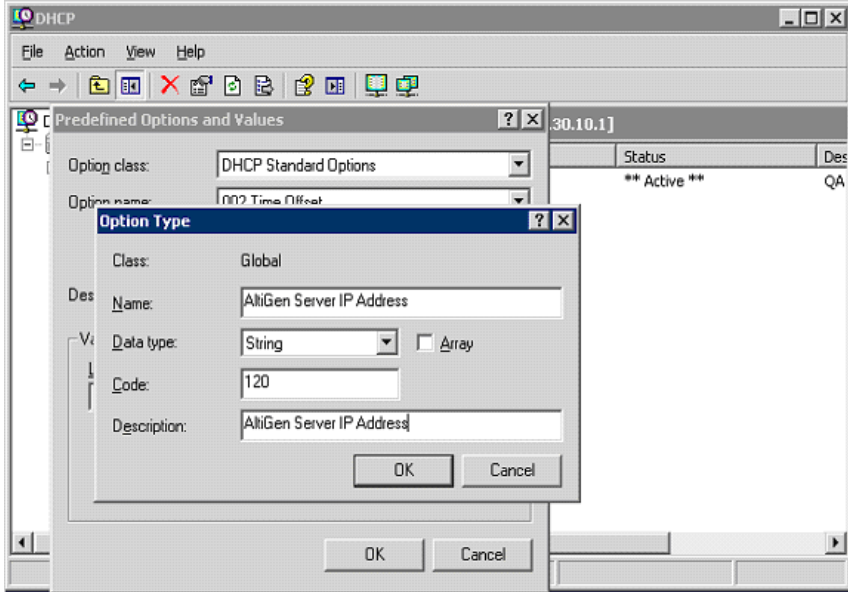 DHCP
File Action View Help
Predefined Options and Values
.30.10.1]
Option class: DHCP Standard Options
Status
Des
Option name: 002 Time Offset
** Active **
QA
Option Type
Class: Global
Name: AltiGen Server IP Address
Des
Data type: String
Array
Code: 120
Description: AltiGen Server IP Address
OK Cancel
OK Cancel